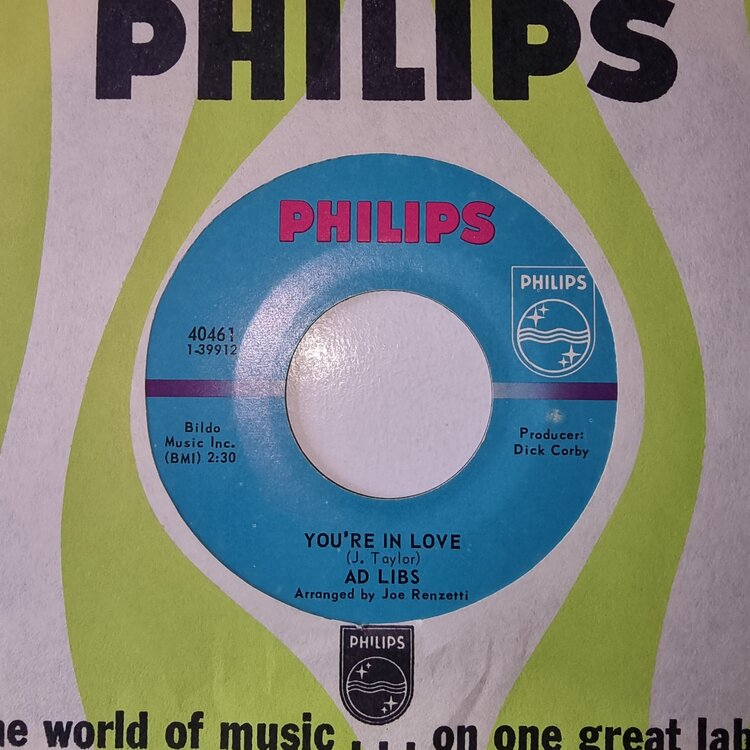 PHILIPS
PHILIPS
PHILIPS
40461
1-39912
Bildo
Music Inc.
(BMI) 2:30
Producer:
Dick Corby
YOU'RE IN LOVE
(J. Taylor)
AD LIBS
Arranged by Joe Renzetti
PHILIPS
he world of music . . . on one great lab